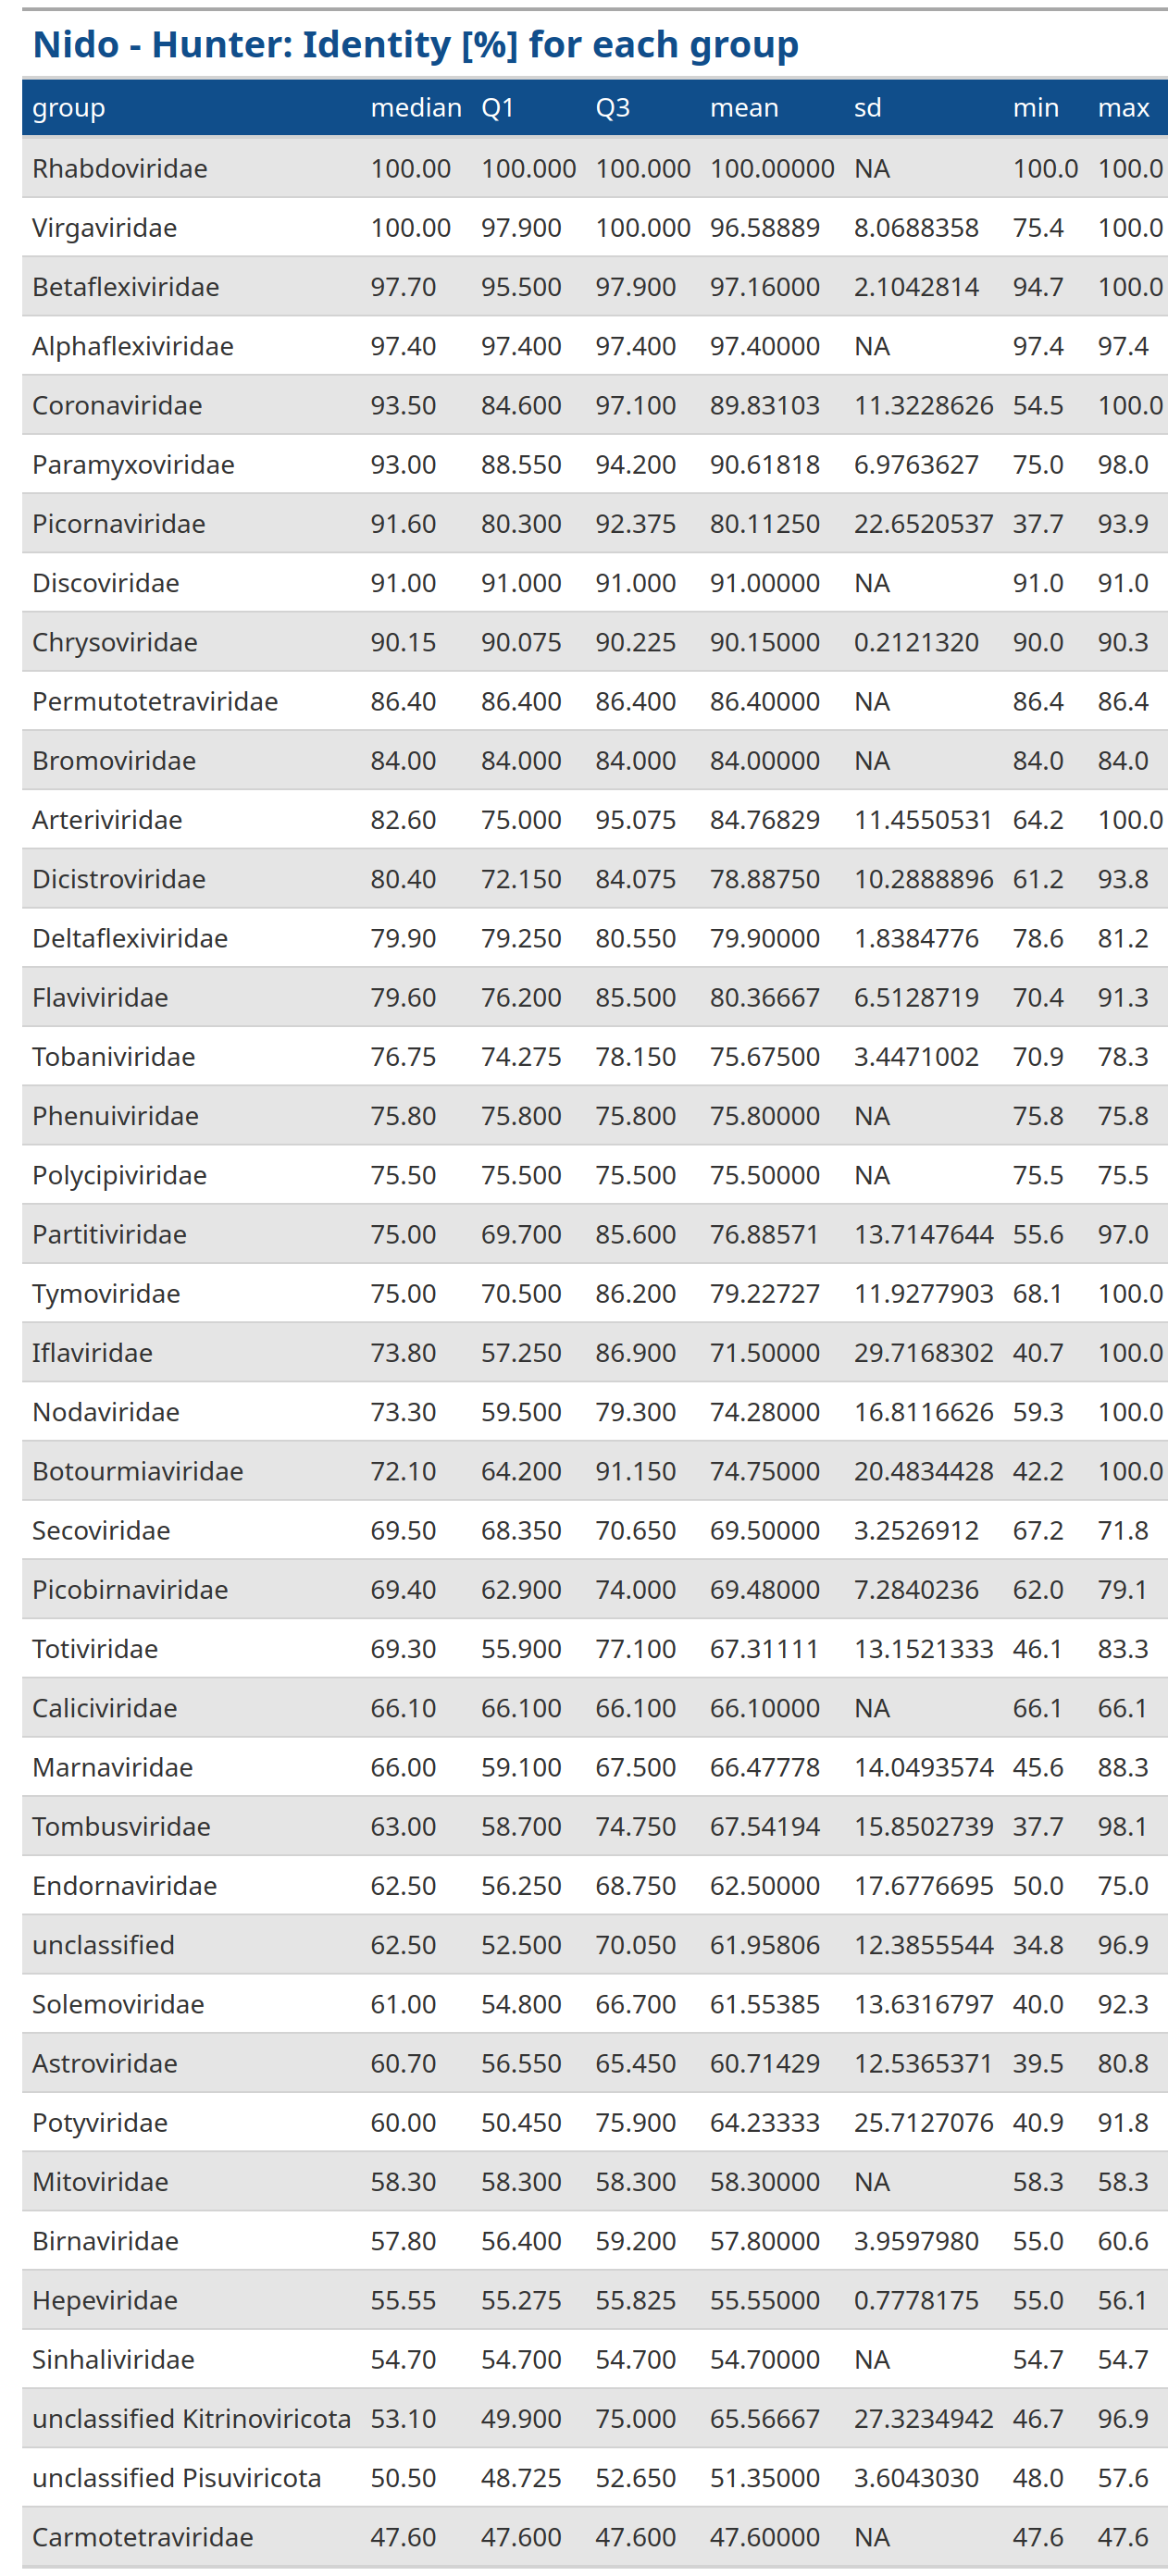 Nido - Hunter: Identity [%] for each group
group median Q1 Q3 mean sd min max
Rhabdoviridae 100.00 100.000 100.000 100.00000 NA 100.0 100.0
Virgaviridae 100.00 97.900 100.000 96.58889 8.0688358 75.4 100.0
Betaflexiviridae 97.70 95.500 97.900 97.16000 2.1042814 94.7 100.0
Alphaflexiviridae 97.40 97.400 97.400 97.40000 NA 97.4 97.4
Coronaviridae 93.50 84.600 97.100 89.83103 11.3228626 54.5 100.0
Paramyxoviridae 93.00 88.550 94.200 90.61818 6.9763627 75.0 98.0
Picornaviridae 91.60 80.300 92.375 80.11250 22.6520537 37.7 93.9
Discoviridae 91.00 91.000 91.000 91.00000 NA 91.0 91.0
Chrysoviridae 90.15 90.075 90.225 90.15000 0.2121320 90.0 90.3
Permutotetraviridae 86.40 86.400 86.400 86.40000 NA 86.4 86.4
Bromoviridae 84.00 84.000 84.000 84.00000 NA 84.0 84.0
Arteriviridae 82.60 75.000 95.075 84.76829 11.4550531 64.2 100.0
Dicistroviridae 80.40 72.150 84.075 78.88750 10.2888896 61.2 93.8
Deltaflexiviridae 79.90 79.250 80.550 79.90000 1.8384776 78.6 81.2
Flaviviridae 79.60 76.200 85.500 80.36667 6.5128719 70.4 91.3
Tobaniviridae 76.75 74.275 78.150 75.67500 3.4471002 70.9 78.3
Phenuiviridae 75.80 75.800 75.800 75.80000 NA 75.8 75.8
Polycipiviridae 75.50 75.500 75.500 75.50000 NA 75.5 75.5
Partitiviridae 75.00 69.700 85.600 76.88571 13.7147644 55.6 97.0
Tymoviridae 75.00 70.500 86.200 79.22727 11.9277903 68.1 100.0
Iflaviridae 73.80 57.250 86.900 71.50000 29.7168302 40.7 100.0
Nodaviridae 73.30 59.500 79.300 74.28000 16.8116626 59.3 100.0
Botourmiaviridae 72.10 64.200 91.150 74.75000 20.4834428 42.2 100.0
Secoviridae 69.50 68.350 70.650 69.50000 3.2526912 67.2 71.8
Picobirnaviridae 69.40 62.900 74.000 69.48000 7.2840236 62.0 79.1
Totiviridae 69.30 55.900 77.100 67.31111 13.1521333 46.1 83.3
Caliciviridae 66.10 66.100 66.100 66.10000 NA 66.1 66.1
Marnaviridae 66.00 59.100 67.500 66.47778 14.0493574 45.6 88.3
Tombusviridae 63.00 58.700 74.750 67.54194 15.8502739 37.7 98.1
Endornaviridae 62.50 56.250 68.750 62.50000 17.6776695 50.0 75.0
unclassified 62.50 52.500 70.050 61.95806 12.3855544 34.8 96.9
Solemoviridae 61.00 54.800 66.700 61.55385 13.6316797 40.0 92.3
Astroviridae 60.70 56.550 65.450 60.71429 12.5365371 39.5 80.8
Potyviridae 60.00 50.450 75.900 64.23333 25.7127076 40.9 91.8
Mitoviridae 58.30 58.300 58.300 58.30000 NA 58.3 58.3
Birnaviridae 57.80 56.400 59.200 57.80000 3.9597980 55.0 60.6
Hepeviridae 55.55 55.275 55.825 55.55000 0.7778175 55.0 56.1
Sinhaliviridae 54.70 54.700 54.700 54.70000 NA 54.7 54.7
unclassified Kitrinoviricota 53.10 49.900 75.000 65.56667 27.3234942 46.7 96.9
unclassified Pisuviricota 50.50 48.725 52.650 51.35000 3.6043030 48.0 57.6
Carmotetraviridae 47.60 47.600 47.600 47.60000 NA 47.6 47.6